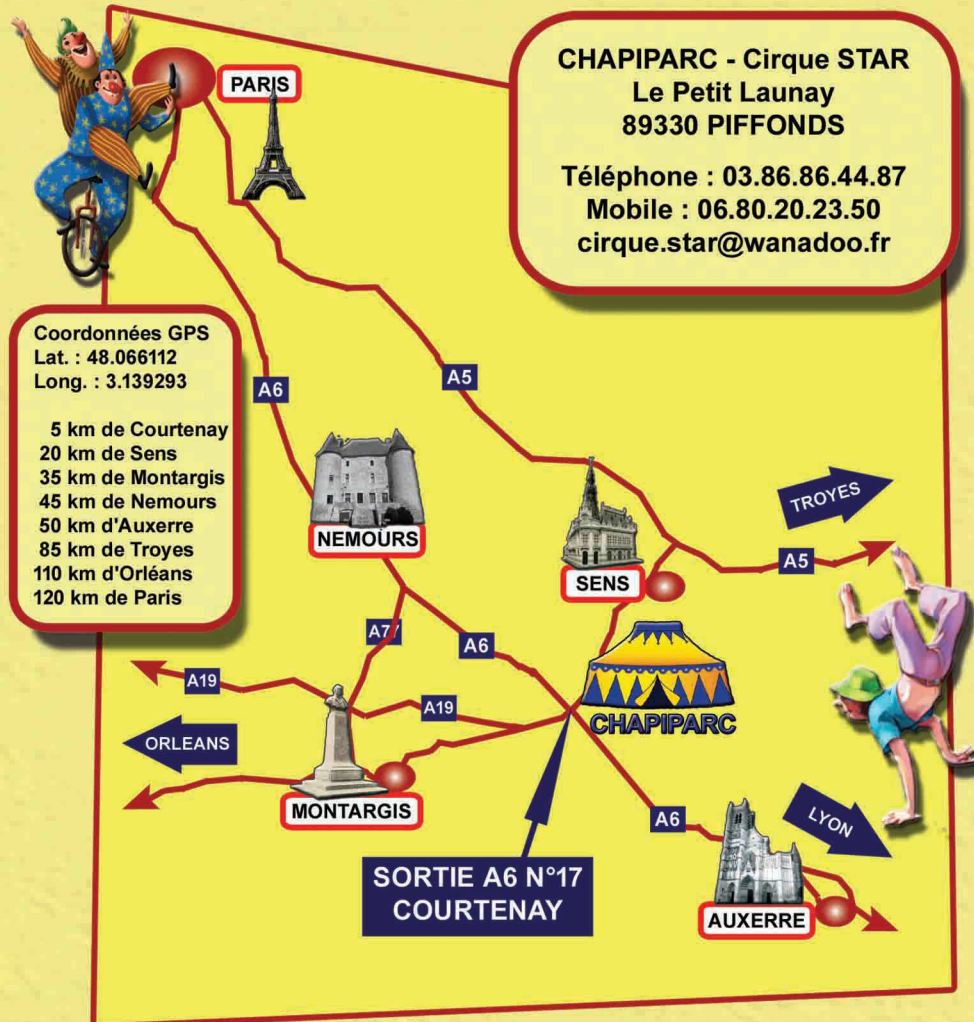 PARIS
CHAPIPARC - Cirque STAR
Le Petit Launay
89330 PIFFONDS
Téléphone : 03.86.86.44.87
Mobile : 06.80.20.23.50
cirque.star@wanadoo.fr
Coordonnées GPS
Lat. : 48.066112
Long. : 3.139293
5 km de Courtenay
20 km de Sens
35 km de Montargis
45 km de Nemours
50 km d'Auxerre
85 km de Troyes
110 km d'Orléans
120 km de Paris
A6
A5
NEMOURS
TROYES
SENS
A5
A77
A6
A19
A19
CHAPIPARC
ORLEANS
MONTARGIS
A6
LYON
SORTIE A6 N°17
COURTENAY
AUXERRE